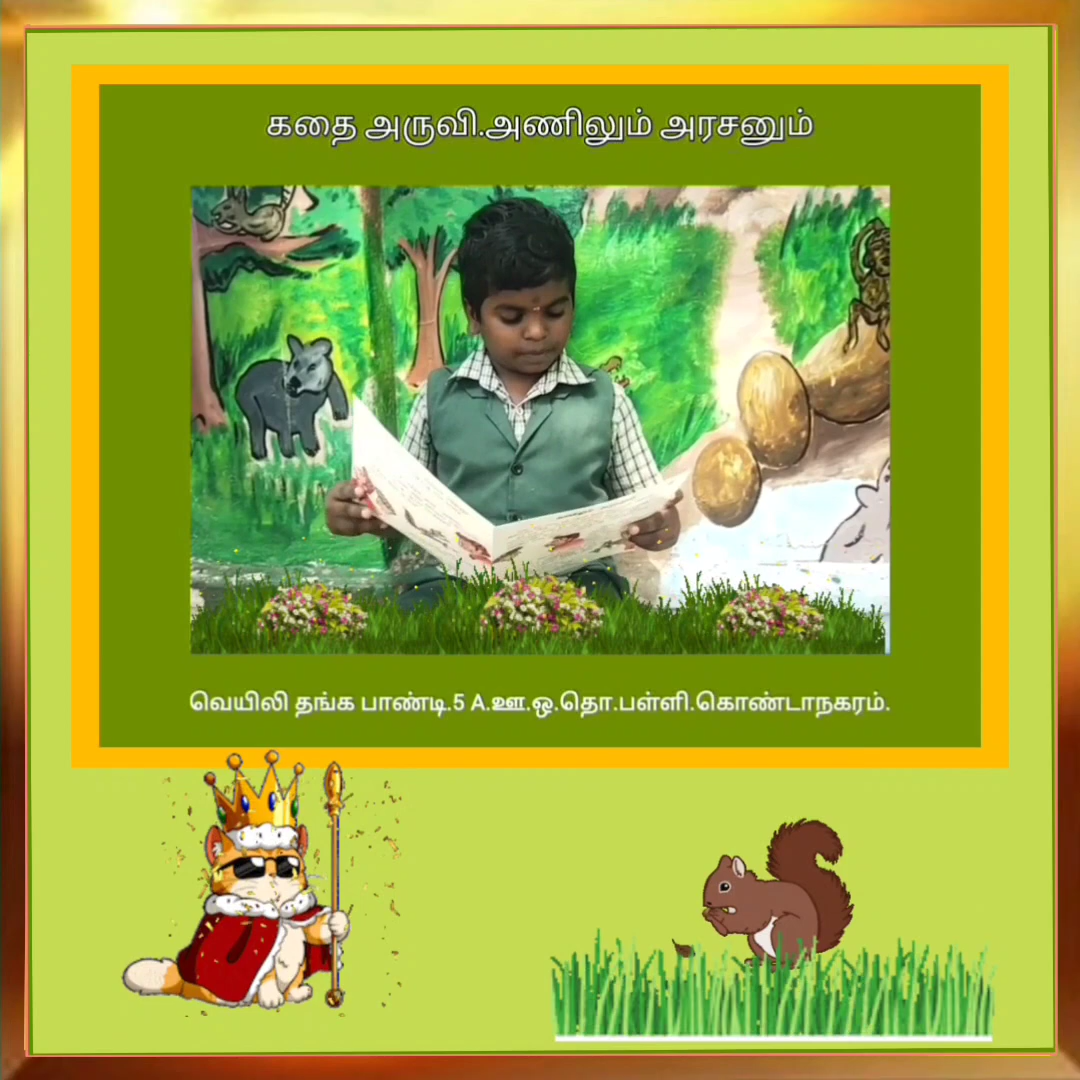 கதை அருவி.அணிலும் அரசனும்
வெயிலி தங்க பாண்டி.5 A.ஊ.ஒ.தொ.பள்ளி.கொண்டாநகரம்.